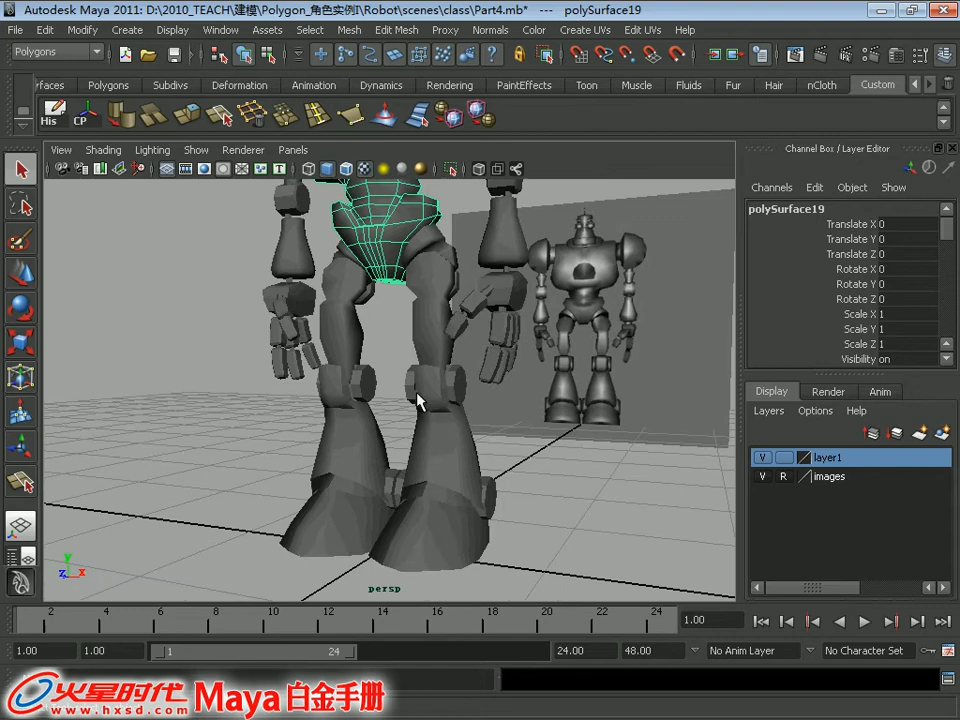 Autodesk Maya 2011: D:\2010_TEACH\建模\Polygon_角色实例\Robot\scenes\class\Part4.mb* --- polySurface19
File Edit Modify Create Display Window Assets Select Mesh Edit Mesh Proxy Normals Color Create UVs Edit UVs Help
Polygons
rfaces Polygons Subdivs Deformation Animation Dynamics Rendering PaintEffects Toon Muscle Fluids Fur Hair nCloth Custom
His CP
View Shading Lighting Show Renderer Panels
Channel Box / Layer Editor
Channels Edit Object Show
polySurface19
Translate X 0
Translate Y 0
Translate Z 0
Rotate X 0
Rotate Y 0
Rotate Z 0
Scale X 1
Scale Y 1
Scale Z 1
Visibility on
Display Render Anim
Layers Options Help
V layer1
V R images
y
z x
persp
2 4 6 8 10 12 14 16 18 20 22 24 1.00
1.00 1.00 1 24 24.00 48.00 No Anim Layer No Character Set
火星时代 Maya 白金手册
www.hxsd.com